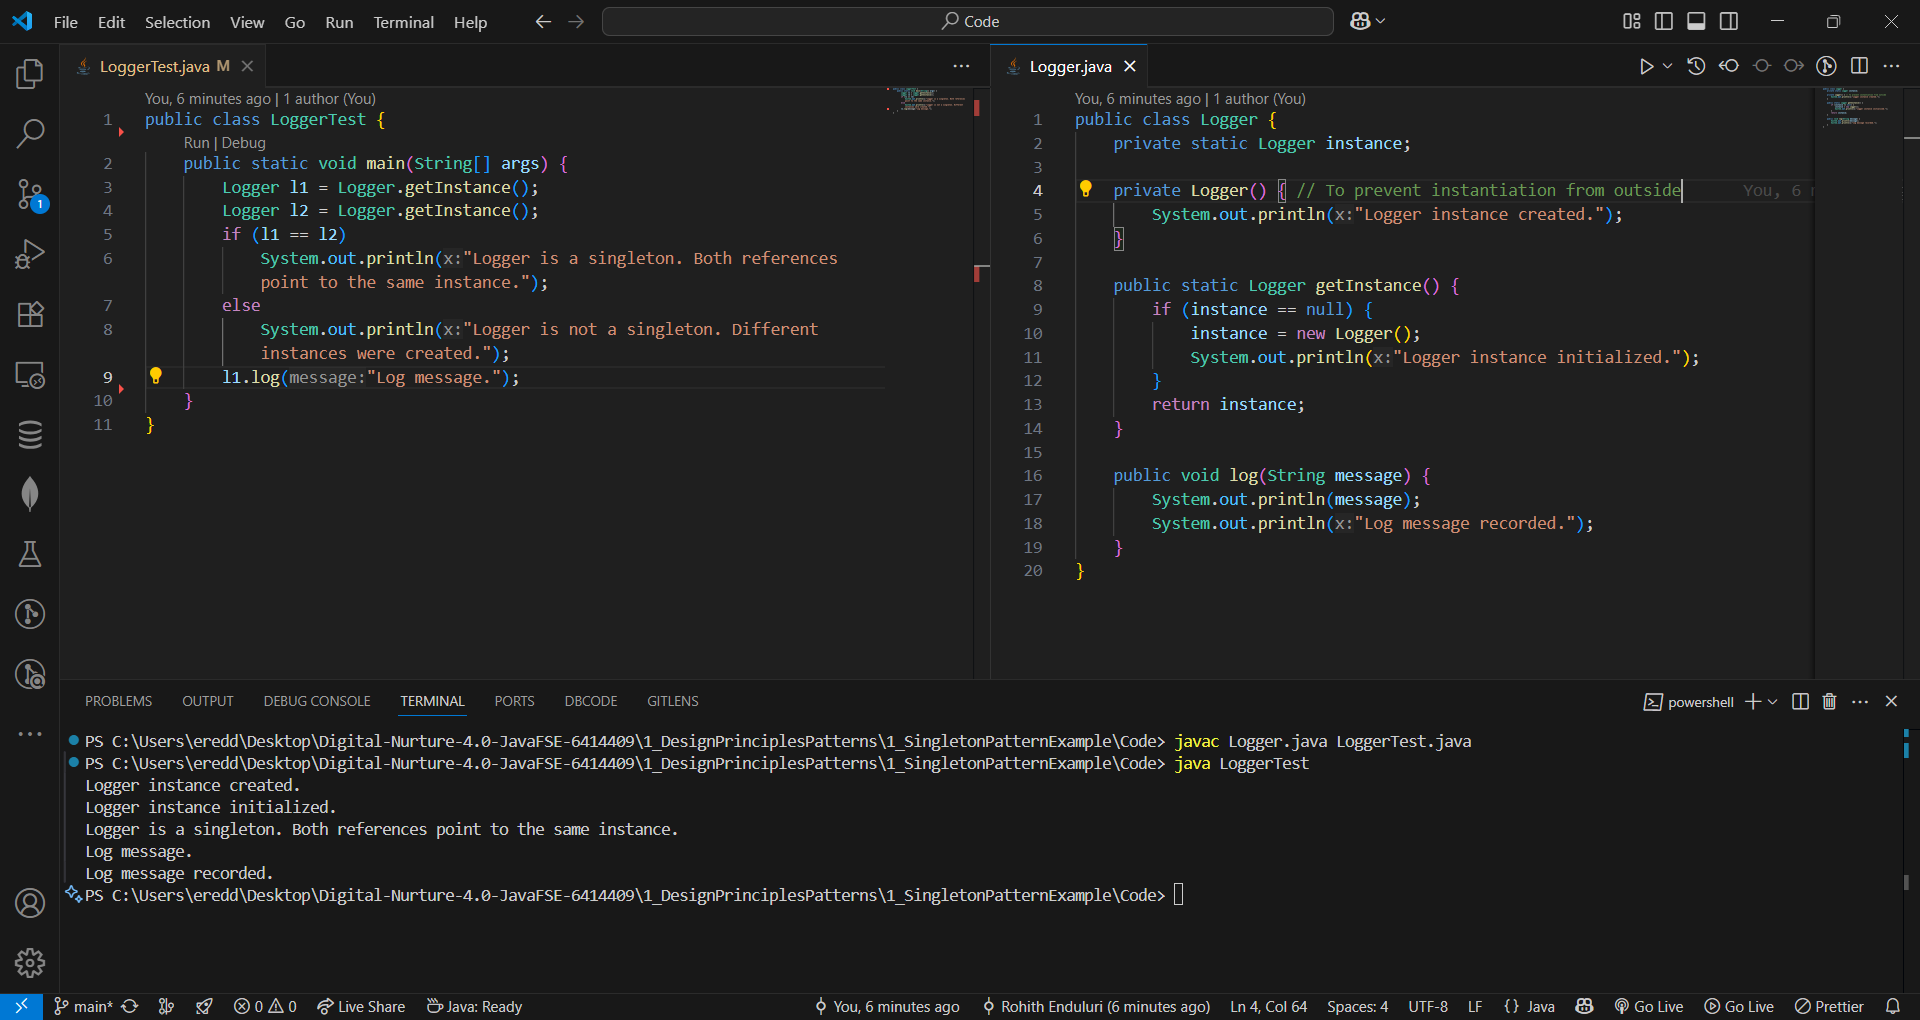 File Edit Selection View Go Run Terminal Help
Code
LoggerTest.java M
You, 6 minutes ago | 1 author (You)
1 public class LoggerTest {
Run | Debug
2 public static void main(String[] args) {
3 Logger l1 = Logger.getInstance();
4 Logger l2 = Logger.getInstance();
5 if (l1 == l2)
6 System.out.println(x:"Logger is a singleton. Both references
point to the same instance.");
7 else
8 System.out.println(x:"Logger is not a singleton. Different
instances were created.");
9 l1.log(message:"Log message.");
10 }
11 }
Logger.java
You, 6 minutes ago | 1 author (You)
1 public class Logger {
2 private static Logger instance;
3
4 private Logger() { // To prevent instantiation from outside You, 6
5 System.out.println(x:"Logger instance created.");
6 }
7
8 public static Logger getInstance() {
9 if (instance == null) {
10 instance = new Logger();
11 System.out.println(x:"Logger instance initialized.");
12 }
13 return instance;
14 }
15
16 public void log(String message) {
17 System.out.println(message);
18 System.out.println(x:"Log message recorded.");
19 }
20 }
1
PROBLEMS OUTPUT DEBUG CONSOLE TERMINAL PORTS DBCODE GITLENS
powershell
PS C:\Users\eredd\Desktop\Digital-Nurture-4.0-JavaFSE-6414409\1_DesignPrinciplesPatterns\1_SingletonPatternExample\Code> javac Logger.java LoggerTest.java
PS C:\Users\eredd\Desktop\Digital-Nurture-4.0-JavaFSE-6414409\1_DesignPrinciplesPatterns\1_SingletonPatternExample\Code> java LoggerTest
Logger instance created.
Logger instance initialized.
Logger is a singleton. Both references point to the same instance.
Log message.
Log message recorded.
PS C:\Users\eredd\Desktop\Digital-Nurture-4.0-JavaFSE-6414409\1_DesignPrinciplesPatterns\1_SingletonPatternExample\Code>
main* 0 0 Live Share Java: Ready You, 6 minutes ago Rohith Enduluri (6 minutes ago) Ln 4, Col 64 Spaces: 4 UTF-8 LF {} Java Go Live Go Live Prettier